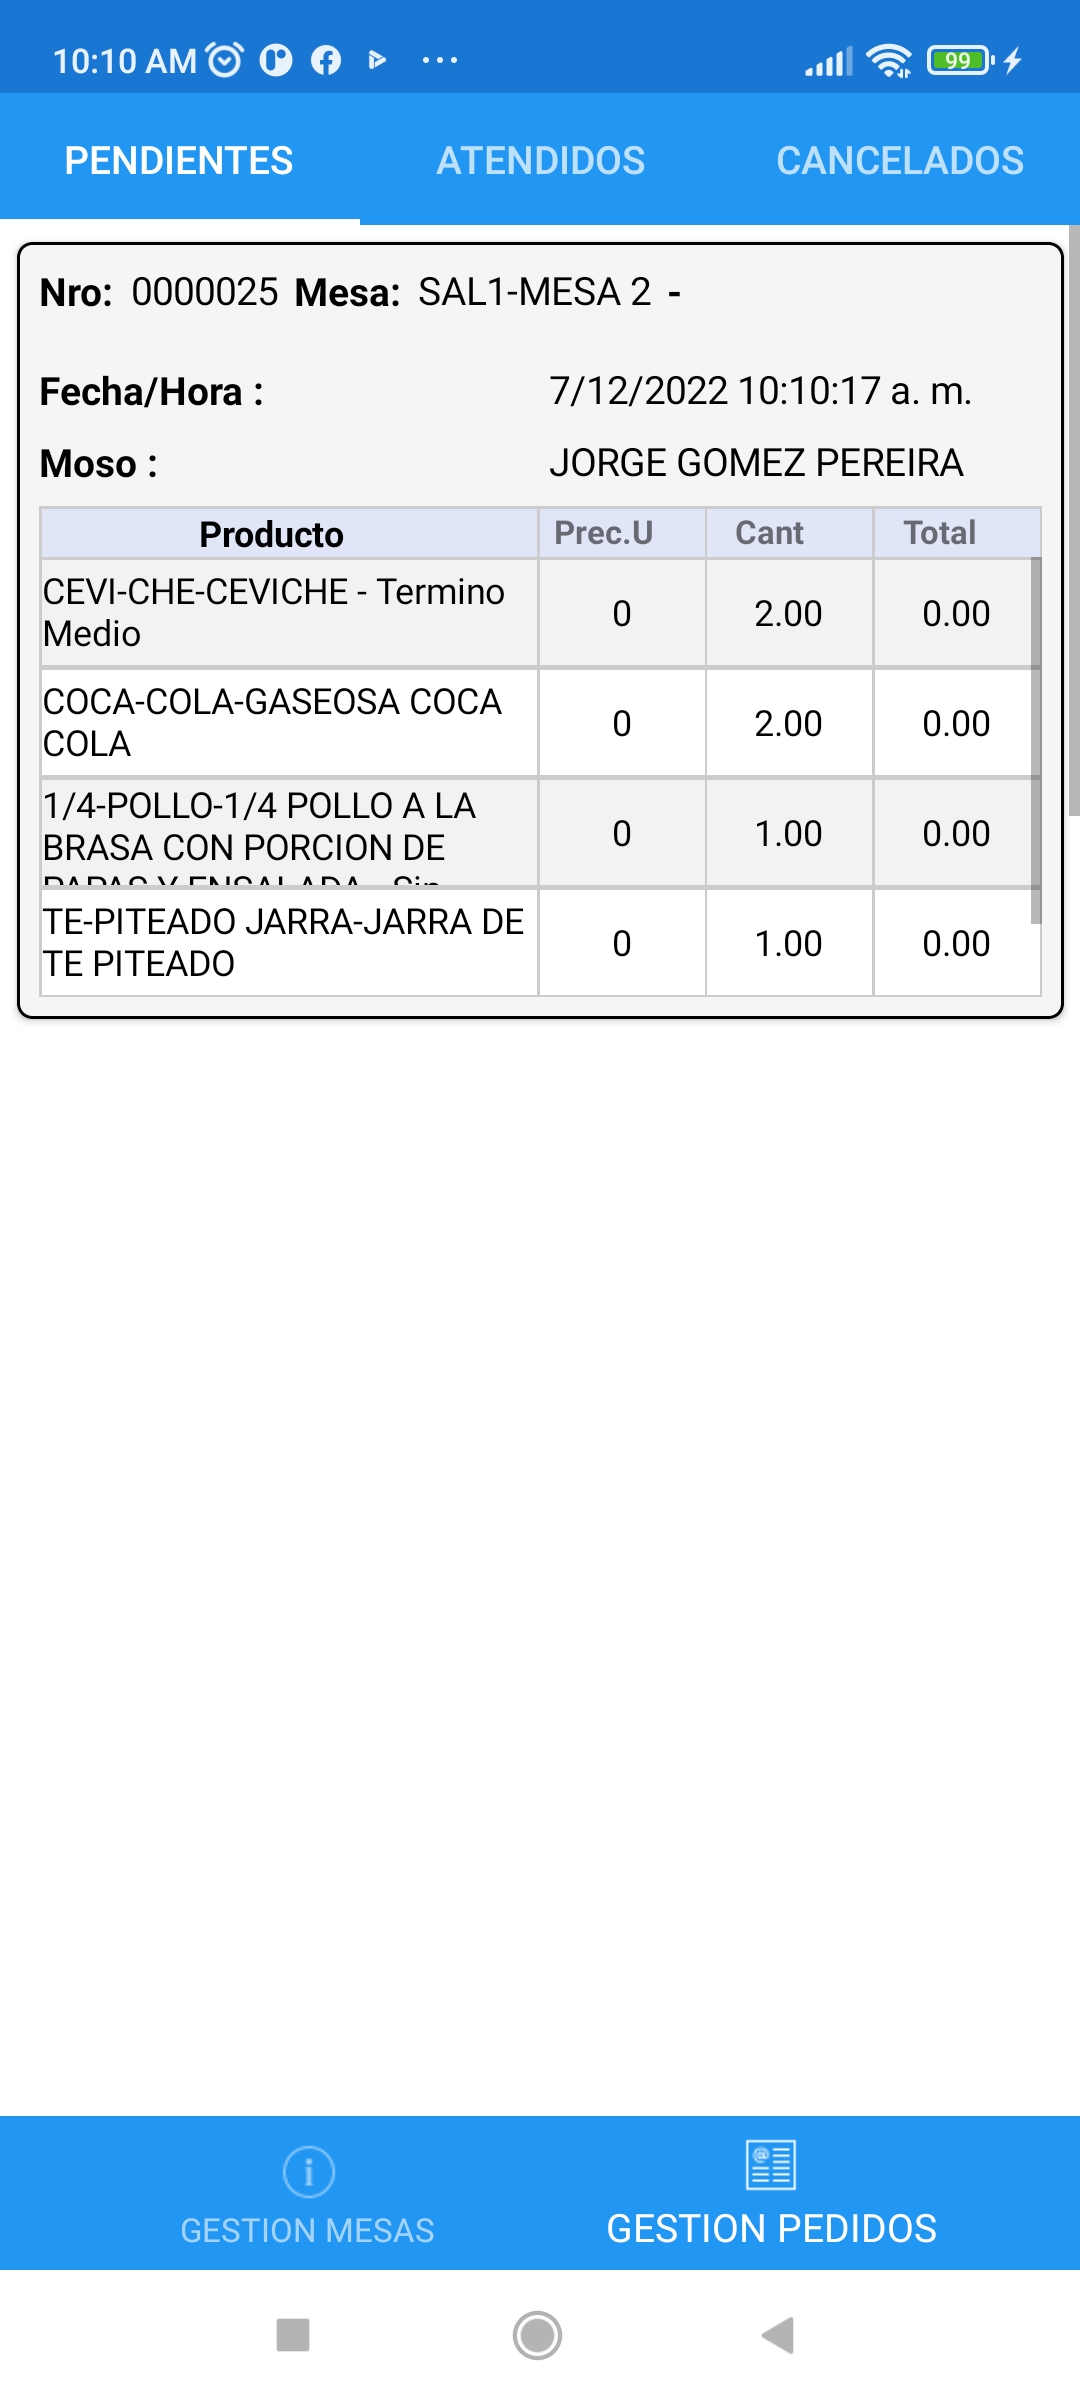 10:10 AM ... 99
PENDIENTES ATENDIDOS CANCELADOS
Nro: 0000025 Mesa: SAL1-MESA 2 -
Fecha/Hora : 7/12/2022 10:10:17 a. m.
Moso : JORGE GOMEZ PEREIRA
Producto Prec.U Cant Total
CEVI-CHE-CEVICHE - Termino
Medio
0 2.00 0.00
COCA-COLA-GASEOSA COCA
COLA
0 2.00 0.00
1/4-POLLO-1/4 POLLO A LA
BRASA CON PORCION DE
PAPAS Y ENSALADA - Sin
0 1.00 0.00
TE-PITEADO JARRA-JARRA DE
TE PITEADO
0 1.00 0.00
GESTION MESAS GESTION PEDIDOS